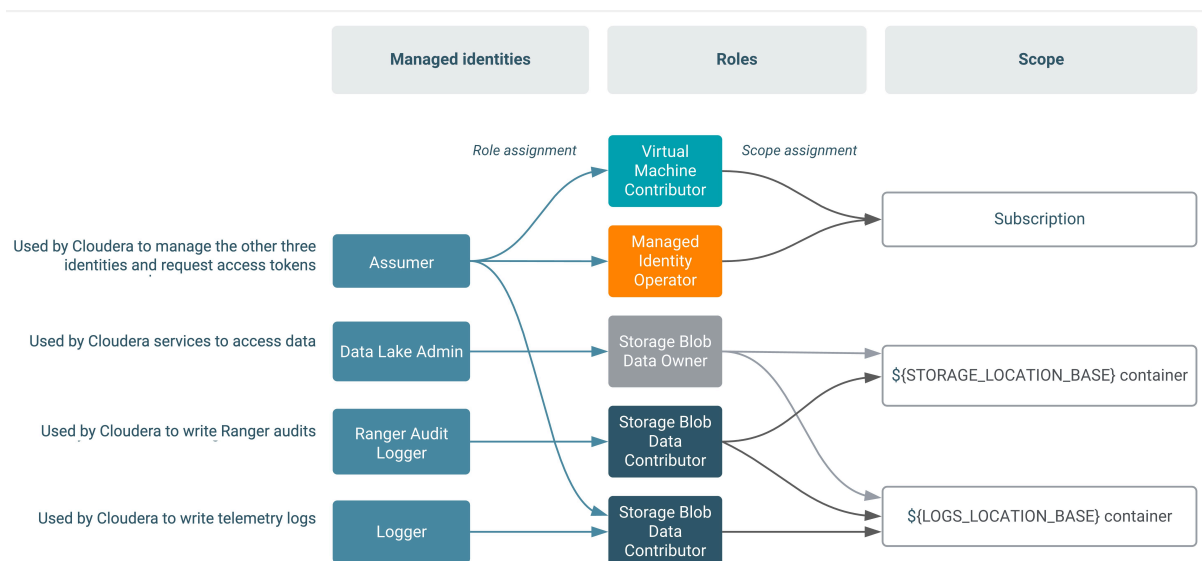 Managed identities
Roles
Scope
Role assignment
Scope assignment
Virtual
Machine
Contributor
Subscription
Used by Cloudera to manage the other three
identities and request access tokens
Assumer
Managed
Identity
Operator
Used by Cloudera services to access data
Data Lake Admin
Storage Blob
Data Owner
${STORAGE_LOCATION_BASE} container
Used by Cloudera to write Ranger audits
Ranger Audit
Logger
Storage Blob
Data
Contributor
Used by Cloudera to write telemetry logs
Logger
Storage Blob
Data
Contributor
${LOGS_LOCATION_BASE} container